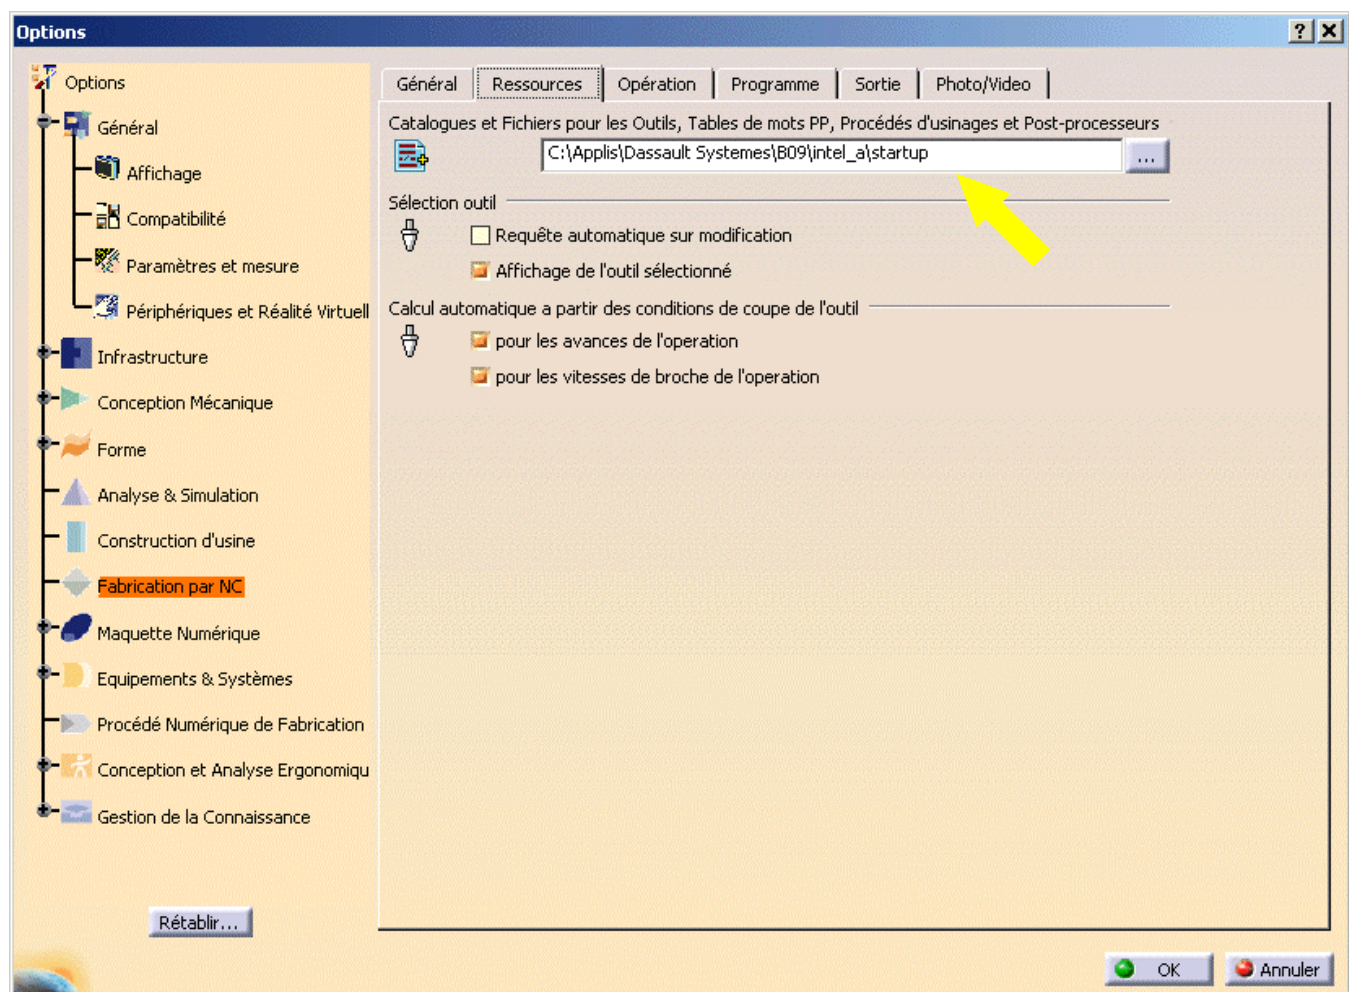 Options
Options
Général
Affichage
Compatibilité
Paramètres et mesure
Périphériques et Réalité Virtuell
Infrastructure
Conception Mécanique
Forme
Analyse & Simulation
Construction d'usine
Fabrication par NC
Maquette Numérique
Equipements & Systèmes
Procédé Numérique de Fabrication
Conception et Analyse Ergonomiqu
Gestion de la Connaissance
Rétablir...
Général Ressources Opération Programme Sortie Photo/Video
Catalogues et Fichiers pour les Outils, Tables de mots PP, Procédés d'usinages et Post-processeurs
C:\Applis\Dassault Systemes\B09\intel_a\startup ...
Sélection outil
Requête automatique sur modification
Affichage de l'outil sélectionné
Calcul automatique a partir des conditions de coupe de l'outil
pour les avances de l'operation
pour les vitesses de broche de l'operation
OK Annuler